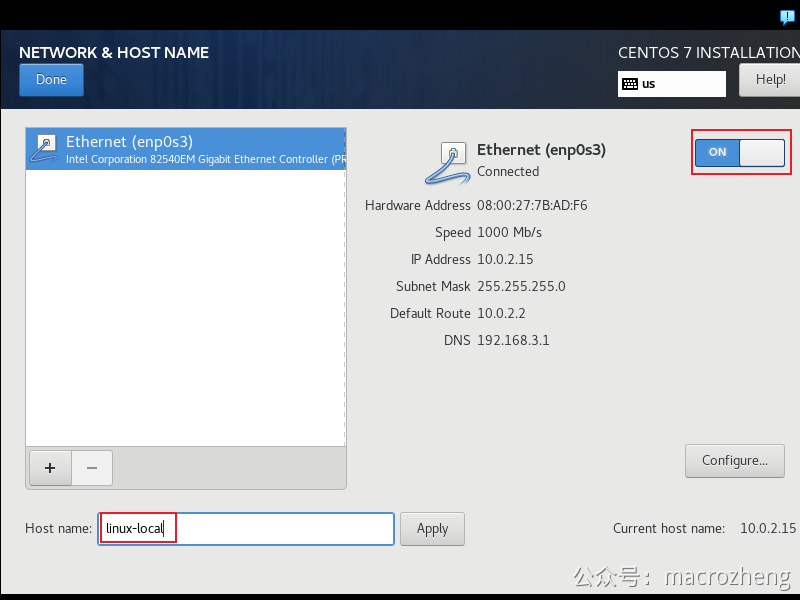 NETWORK & HOST NAME
CENTOS 7 INSTALLATION
Done
us
Help!
Ethernet (enp0s3)
Intel Corporation 82540EM Gigabit Ethernet Controller (PR
Ethernet (enp0s3)
Connected
ON
Hardware Address 08:00:27:7B:AD:F6
Speed 1000 Mb/s
IP Address 10.0.2.15
Subnet Mask 255.255.255.0
Default Route 10.0.2.2
DNS 192.168.3.1
+ −
Configure...
Host name: linux-local
Apply
Current host name: 10.0.2.15
公众号：macrozheng